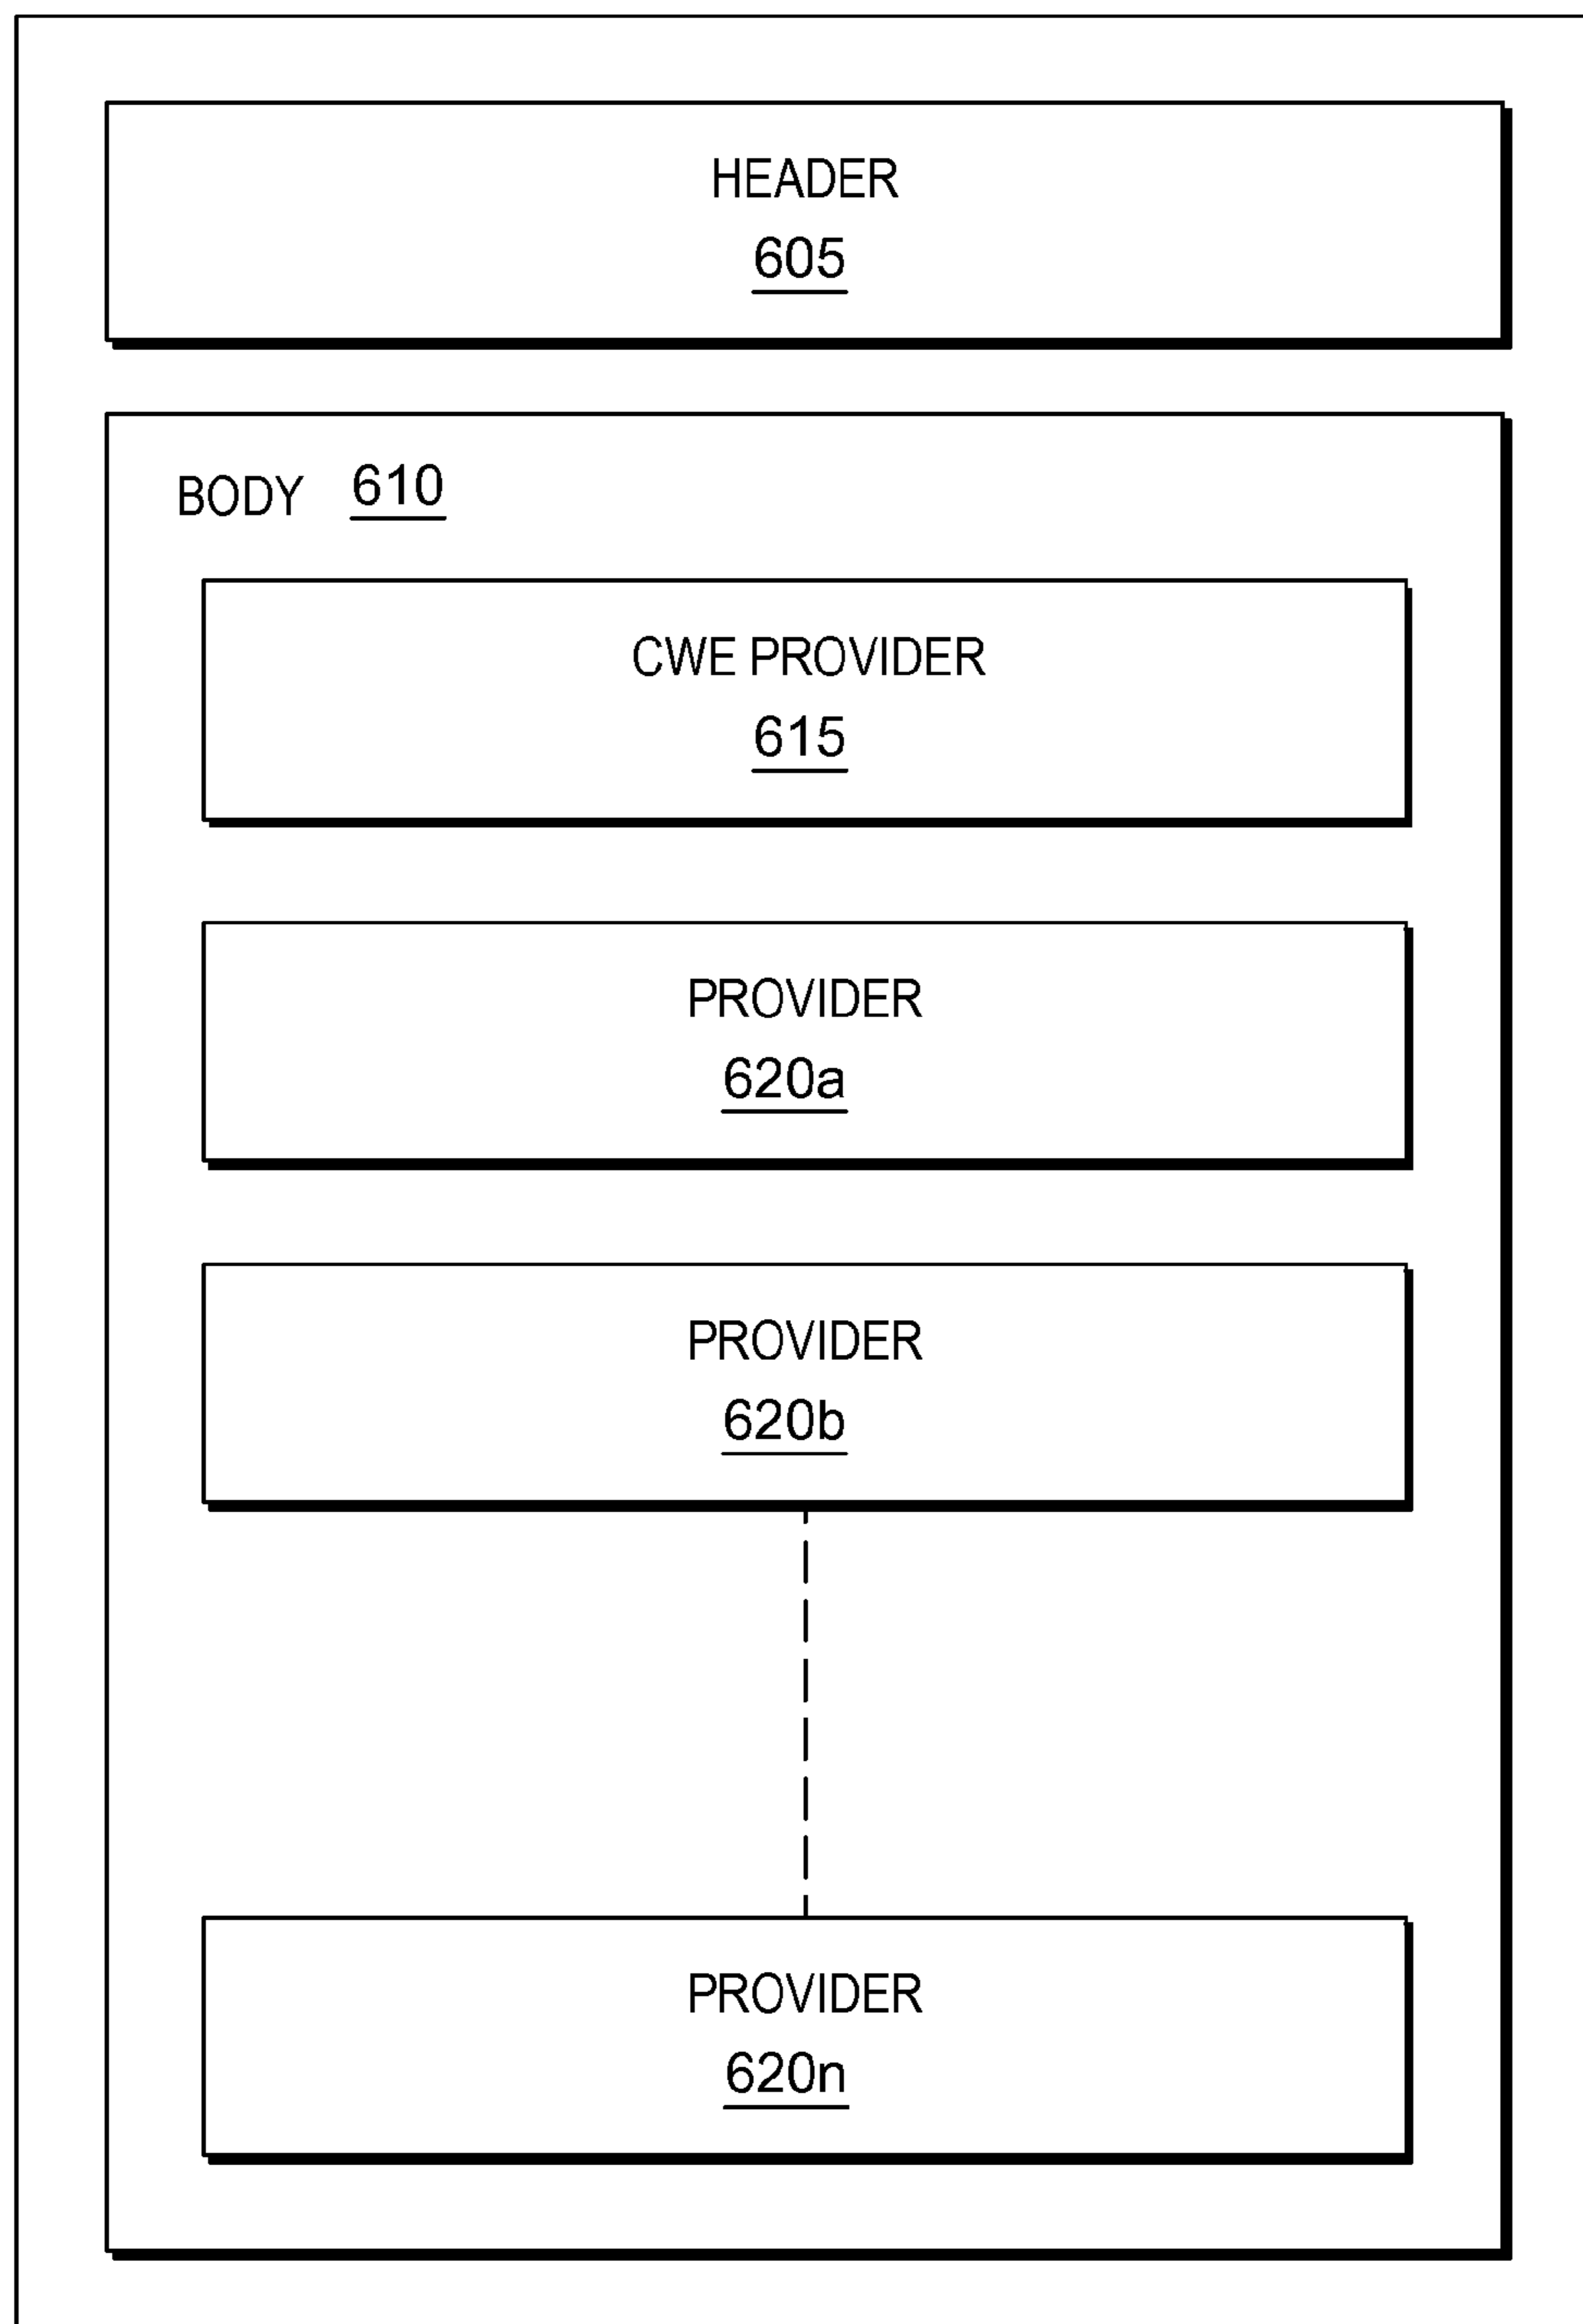 HEADER
605
BODY 610
CWE PROVIDER
615
PROVIDER
620a
PROVIDER
620b
PROVIDER
620n